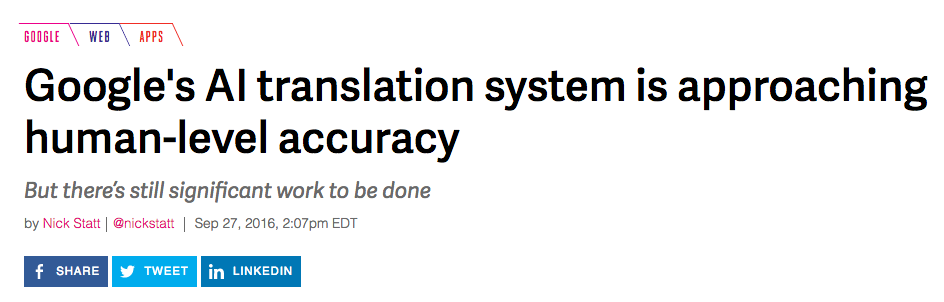 GOOGLE WEB APPS
Google's AI translation system is approaching
human-level accuracy
But there's still significant work to be done
by Nick Statt | @nickstatt | Sep 27, 2016, 2:07pm EDT
SHARE TWEET LINKEDIN